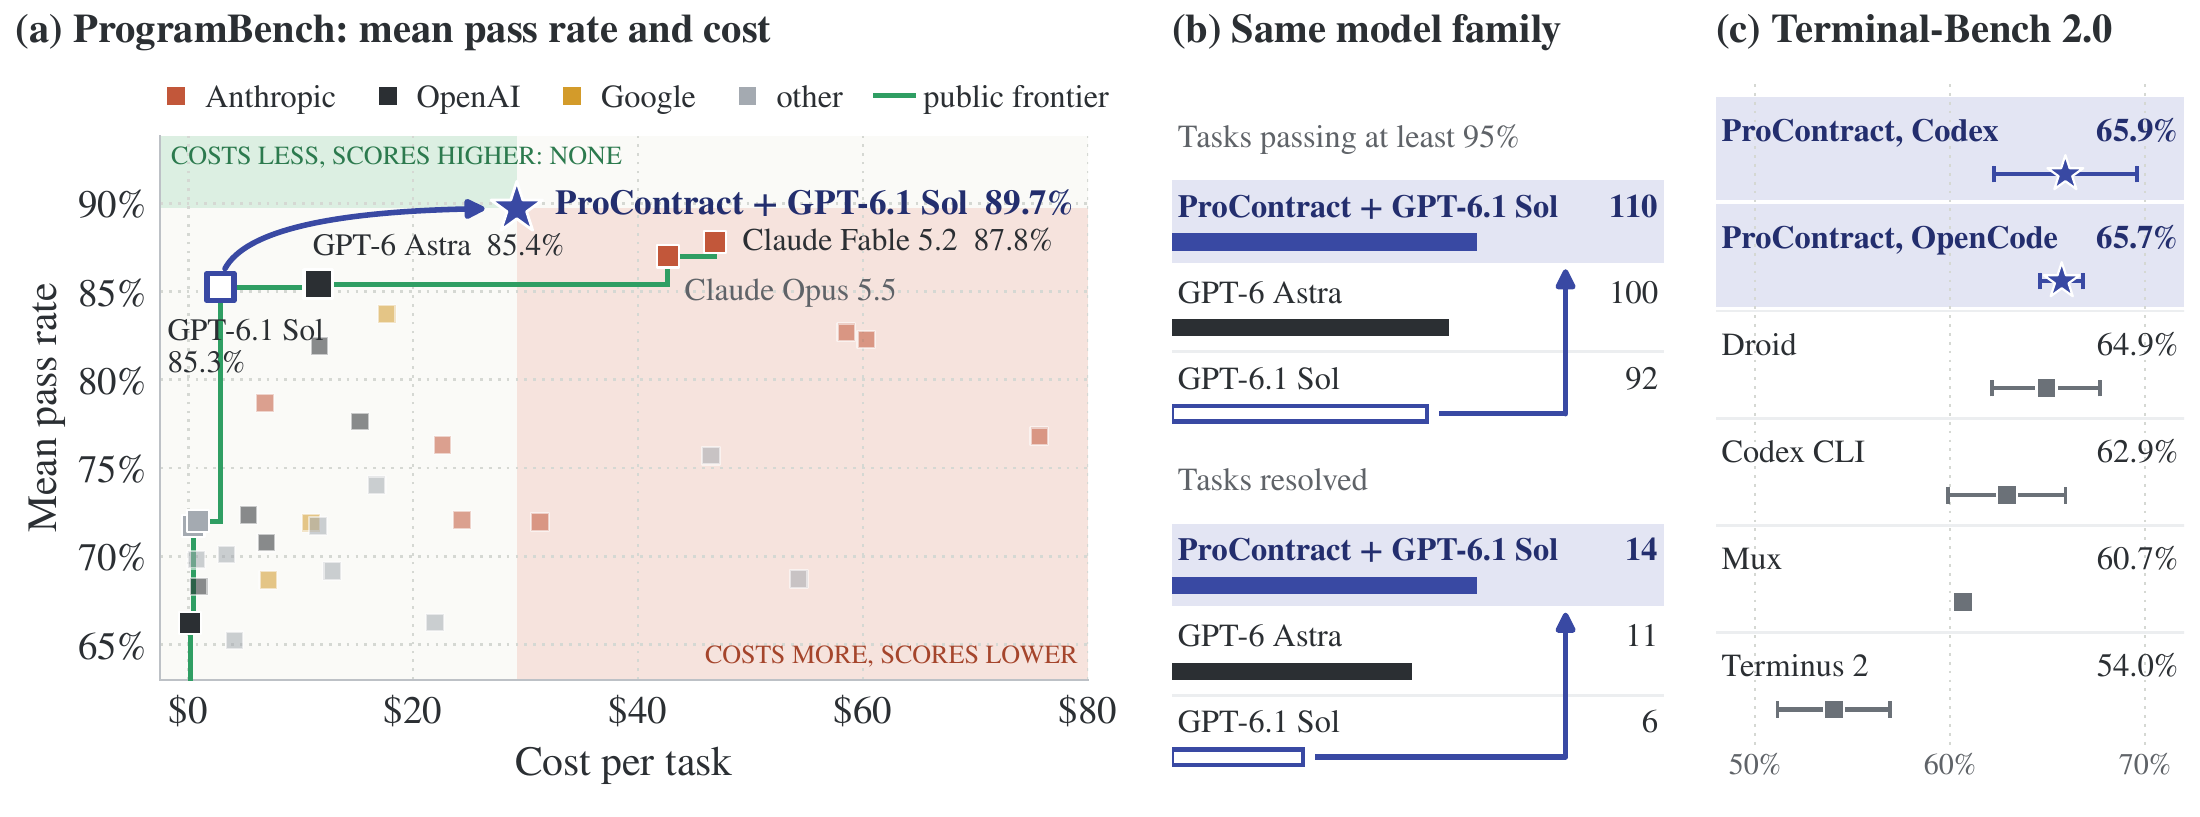 (a) ProgramBench: mean pass rate and cost
Anthropic OpenAI Google other public frontier
COSTS LESS, SCORES HIGHER: NONE
90%
ProContract + GPT-6.1 Sol 89.7%
GPT-6 Astra 85.4%
Claude Fable 5.2 87.8%
85%
Claude Opus 5.5
GPT-6.1 Sol
85.3%
80%
75%
70%
65%
COSTS MORE, SCORES LOWER
Mean pass rate
$0 $20 $40 $60 $80
Cost per task
(b) Same model family
Tasks passing at least 95%
ProContract + GPT-6.1 Sol 110
GPT-6 Astra 100
GPT-6.1 Sol 92
Tasks resolved
ProContract + GPT-6.1 Sol 14
GPT-6 Astra 11
GPT-6.1 Sol 6
(c) Terminal-Bench 2.0
ProContract, Codex 65.9%
ProContract, OpenCode 65.7%
Droid 64.9%
Codex CLI 62.9%
Mux 60.7%
Terminus 2 54.0%
50% 60% 70%